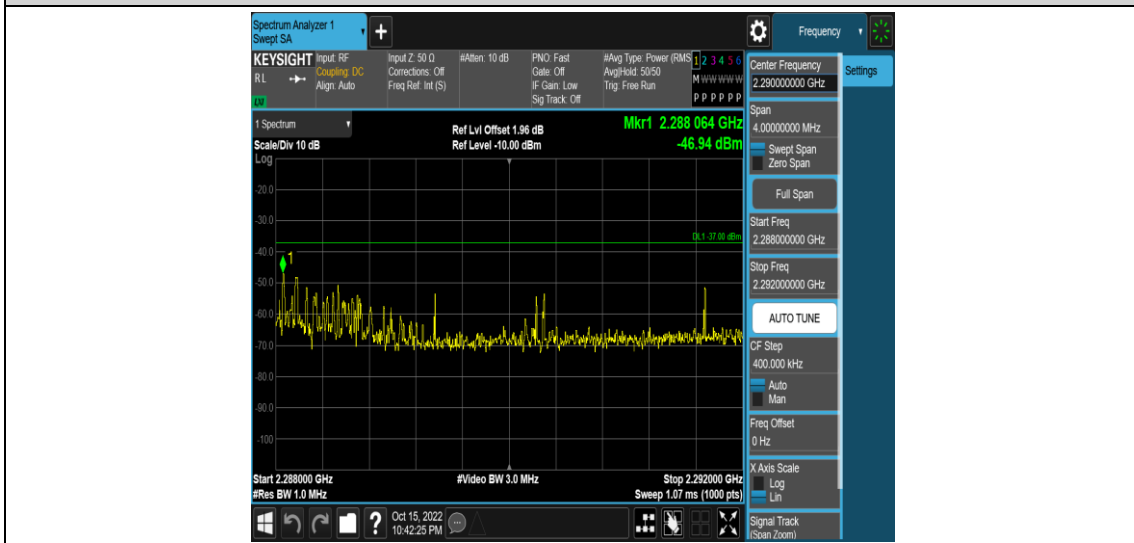 Spectrum Analyzer 1
Swept SA
+
Frequency
KEYSIGHT
RL
LXI
Input: RF
Coupling: DC
Align: Auto
Input Z: 50 Ω
Corrections: Off
Freq Ref: Int (S)
#Atten: 10 dB
PNO: Fast
Gate: Off
IF Gain: Low
Sig Track: Off
#Avg Type: Power (RMS
Avg|Hold: 50/50
Trig: Free Run
1 2 3 4 5 6
M W W W W W
P P P P P P
1 Spectrum
Scale/Div 10 dB
Ref Lvl Offset 1.96 dB
Ref Level -10.00 dBm
Mkr1 2.288 064 GHz
-46.94 dBm
Log
-20.0
-30.0
DL1 -37.00 dBm
-40.0
1
-50.0
-60.0
-70.0
-80.0
-90.0
-100
Start 2.288000 GHz
#Res BW 1.0 MHz
#Video BW 3.0 MHz
Stop 2.292000 GHz
Sweep 1.07 ms (1000 pts)
Center Frequency
2.290000000 GHz
Settings
Span
4.00000000 MHz
Swept Span
Zero Span
Full Span
Start Freq
2.288000000 GHz
Stop Freq
2.292000000 GHz
AUTO TUNE
CF Step
400.000 kHz
Auto
Man
Freq Offset
0 Hz
X Axis Scale
Log
Lin
Signal Track
(Span Zoom)
?
Oct 15, 2022
10:42:25 PM